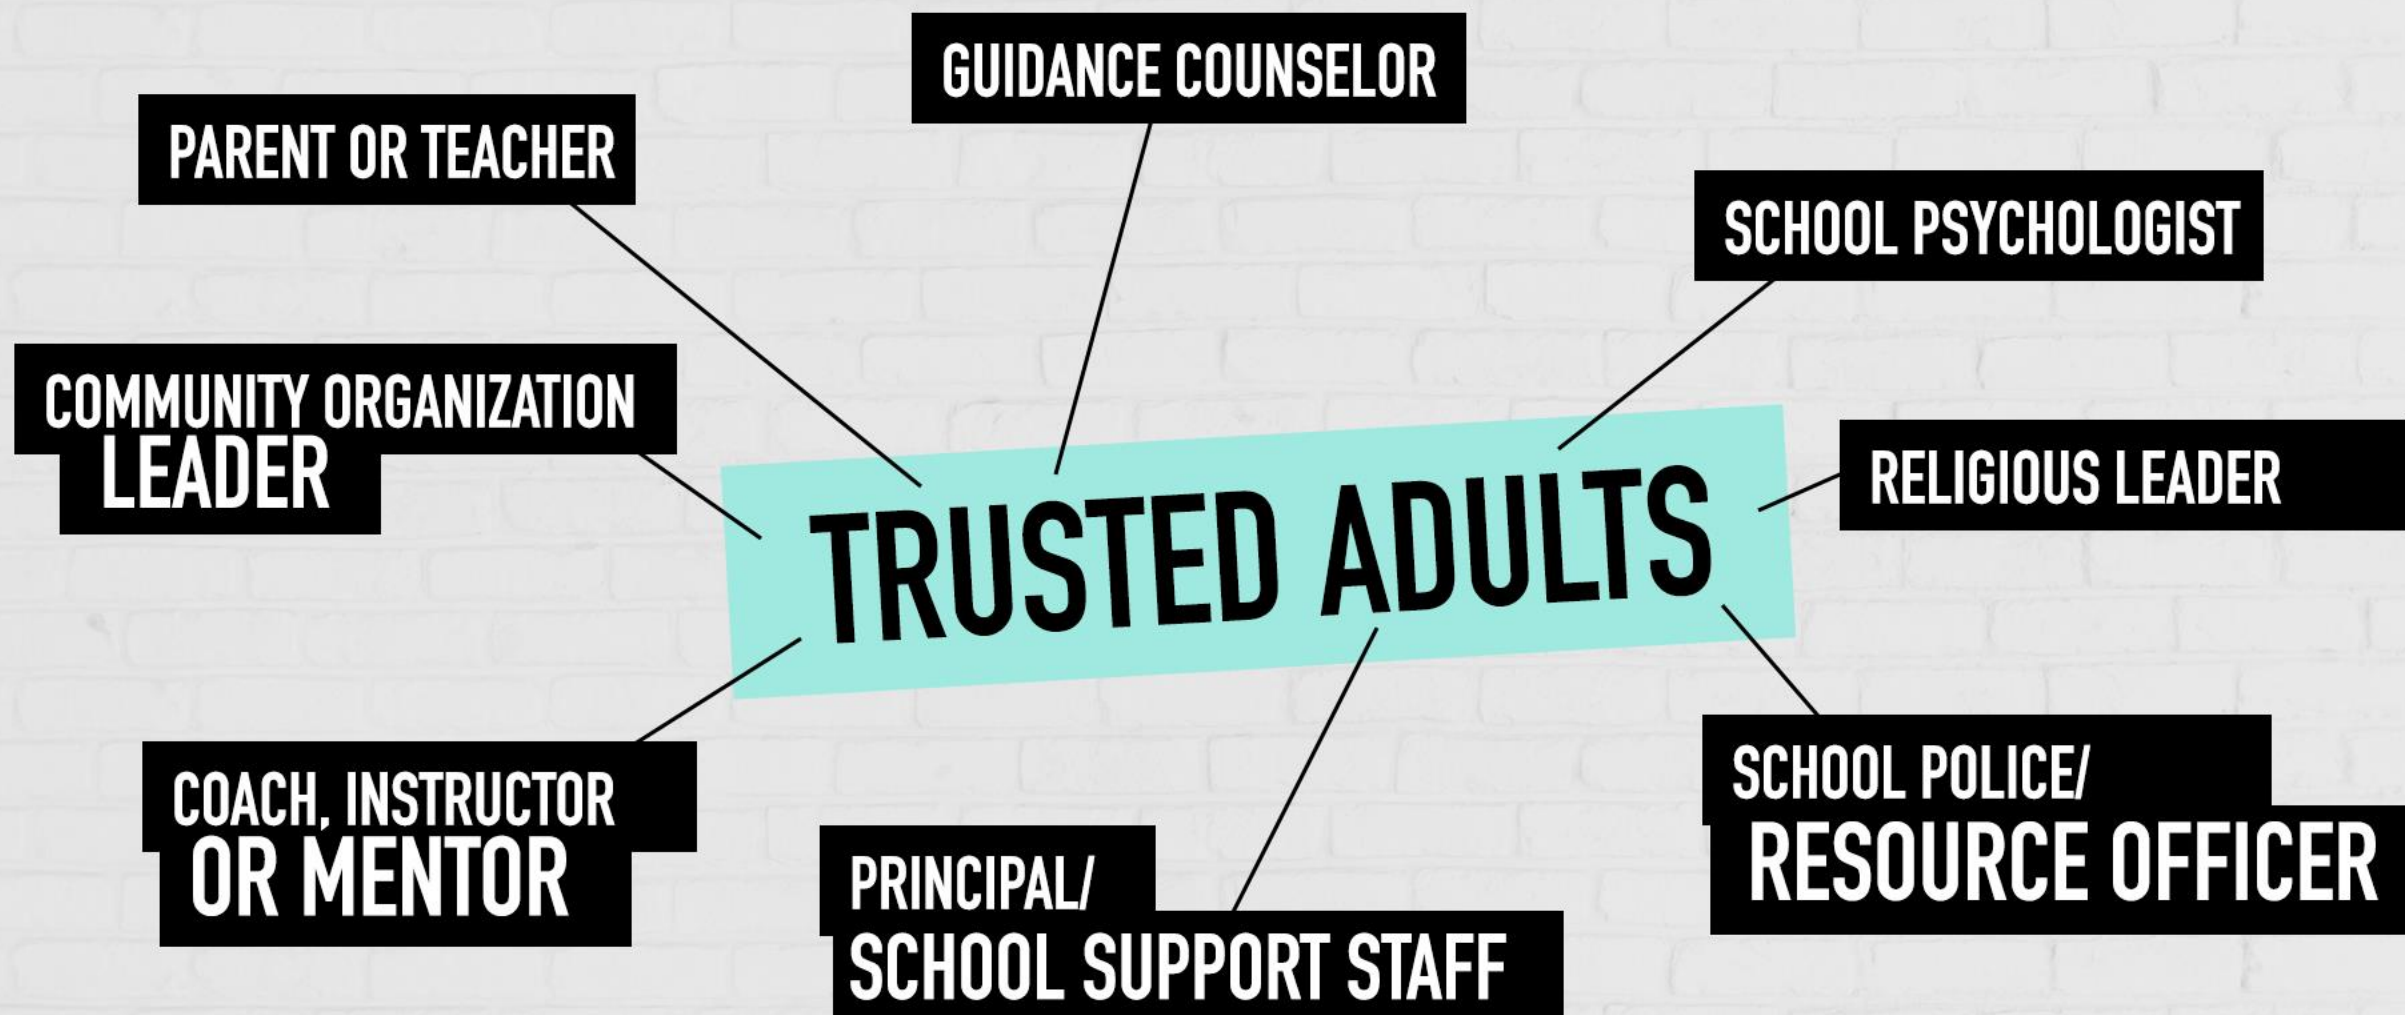 GUIDANCE COUNSELOR
PARENT OR TEACHER
SCHOOL PSYCHOLOGIST
COMMUNITY ORGANIZATION
LEADER
RELIGIOUS LEADER
TRUSTED ADULTS
COACH, INSTRUCTOR
OR MENTOR
PRINCIPAL/
SCHOOL SUPPORT STAFF
SCHOOL POLICE/
RESOURCE OFFICER